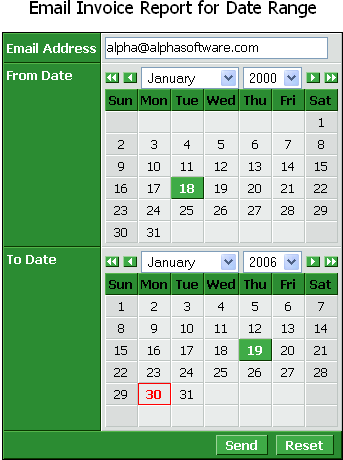 Email Invoice Report for Date Range
Email Address alpha@alphasoftware.com
From Date January 2000
Sun Mon Tue Wed Thu Fri Sat
1
2 3 4 5 6 7 8
9 10 11 12 13 14 15
16 17 18 19 20 21 22
23 24 25 26 27 28 29
30 31
To Date January 2006
Sun Mon Tue Wed Thu Fri Sat
1 2 3 4 5 6 7
8 9 10 11 12 13 14
15 16 17 18 19 20 21
22 23 24 25 26 27 28
29 30 31
Send Reset